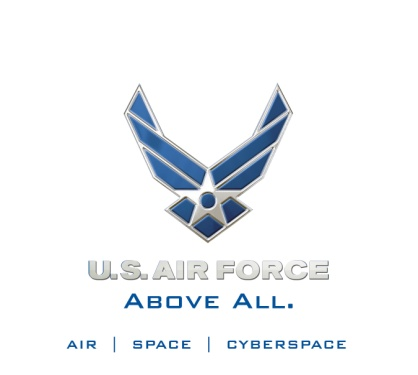 U.S. AIR FORCE
ABOVE ALL.
AIR | SPACE | CYBERSPACE